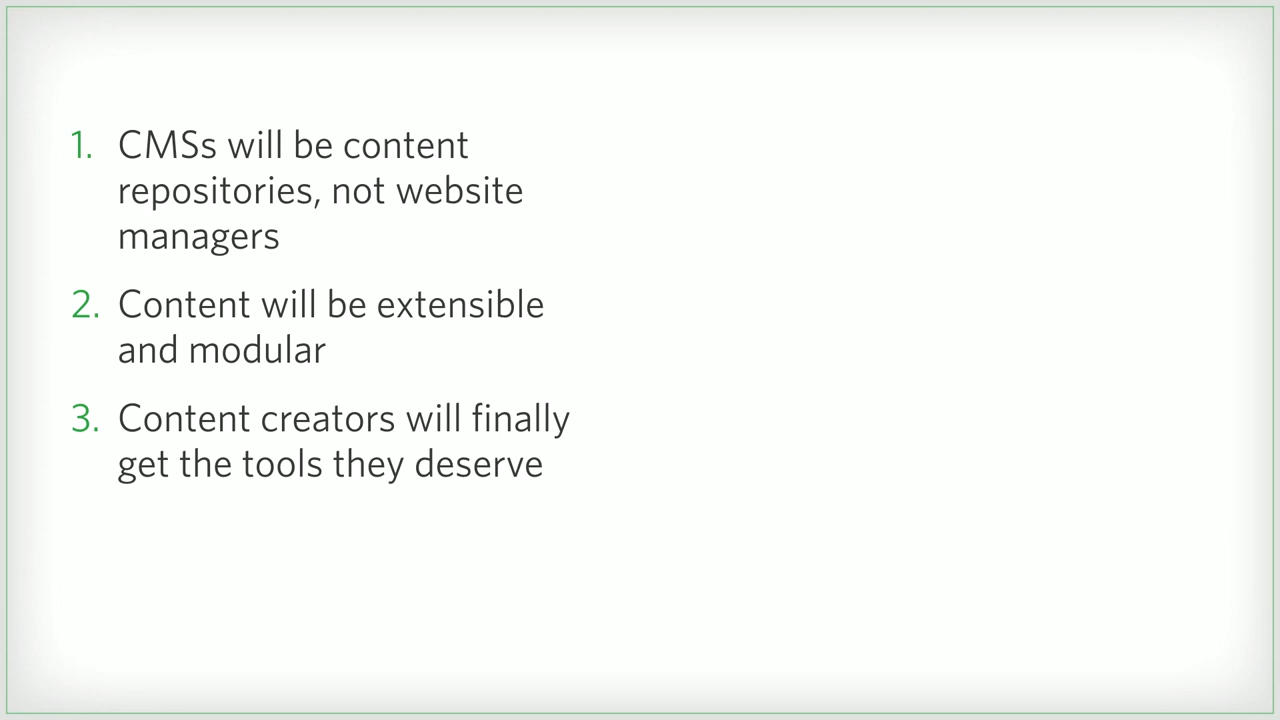 1. CMSs will be content
repositories, not website
managers
2. Content will be extensible
and modular
3. Content creators will finally
get the tools they deserve